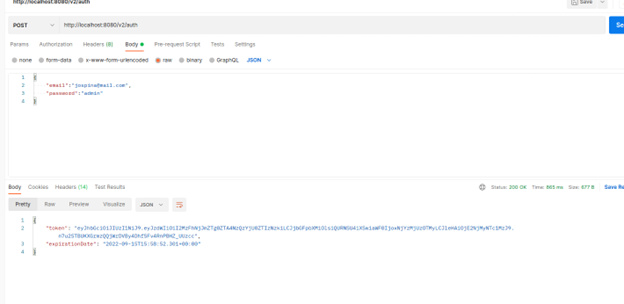 http://localhost:8080/v2/auth
Save
POST http://localhost:8080/v2/auth
Params Authorization Headers (8) Body Pre-request Script Tests Settings
none form-data x-www-form-urlencoded raw binary GraphQL JSON
1 {
2 "email":"jospina@mail.com",
3 "password":"admin"
4 }
Body Cookies Headers (14) Test Results Status: 200 OK Time: 885 ms Size: 677 B Save Re
Pretty Raw Preview Visualize JSON
1 {
2 "token":
3 "expirationDate": "2022-09-15T15:58:52.301+00:00"
4 }